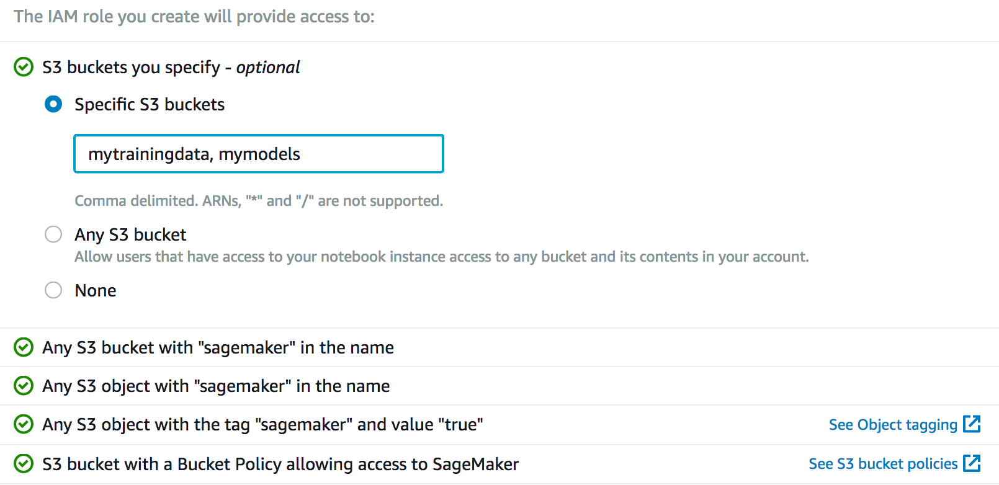 The IAM role you create will provide access to:
S3 buckets you specify - optional
Specific S3 buckets
mytrainingdata, mymodels
Comma delimited. ARNs, "*" and "/" are not supported.
Any S3 bucket
Allow users that have access to your notebook instance access to any bucket and its contents in your account.
None
Any S3 bucket with "sagemaker" in the name
Any S3 object with "sagemaker" in the name
Any S3 object with the tag "sagemaker" and value "true" See Object tagging
S3 bucket with a Bucket Policy allowing access to SageMaker See S3 bucket policies